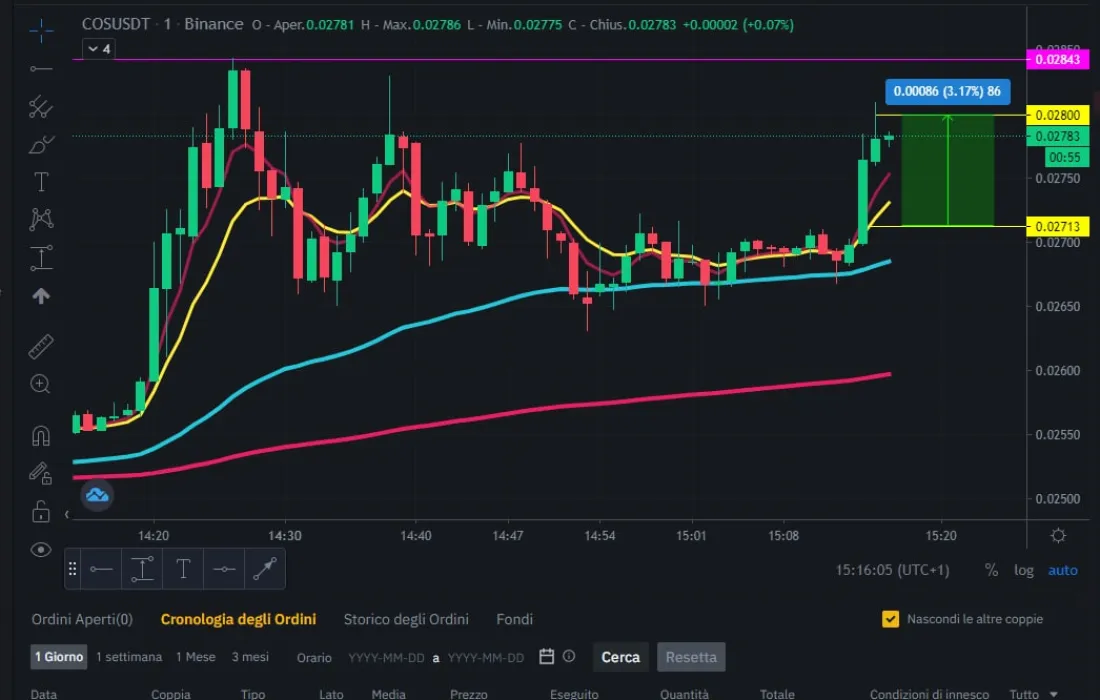 COSUSDT · 1 · Binance O - Aper.0.02781 H - Max.0.02786 L - Min.0.02775 C - Chius.0.02783 +0.00002 (+0.07%)
4
0.02850
0.02843
0.00086 (3.17%) 86
0.02800
0.02783
00:55
0.02750
0.02713
0.02700
0.02650
0.02600
0.02550
0.02500
14:20 14:30 14:40 14:47 14:54 15:01 15:08 15:20
15:16:05 (UTC+1) % log auto
Ordini Aperti(0) Cronologia degli Ordini Storico degli Ordini Fondi Nascondi le altre coppie
1 Giorno 1 settimana 1 Mese 3 mesi Orario YYYY-MM-DD a YYYY-MM-DD Cerca Resetta
Data Coppia Tipo Lato Media Prezzo Eseguito Quantità Totale Condizioni di innesco Tutto